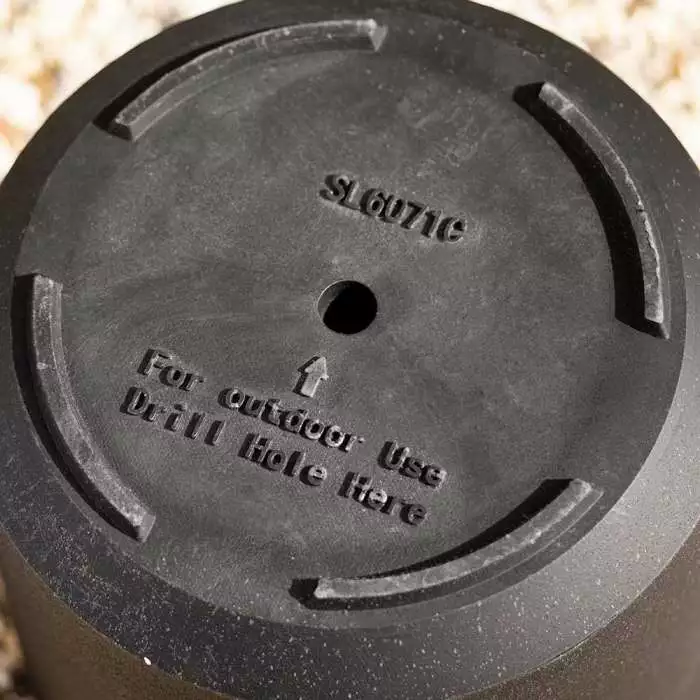 SL6071C
For outdoor Use
Drill Hole Here